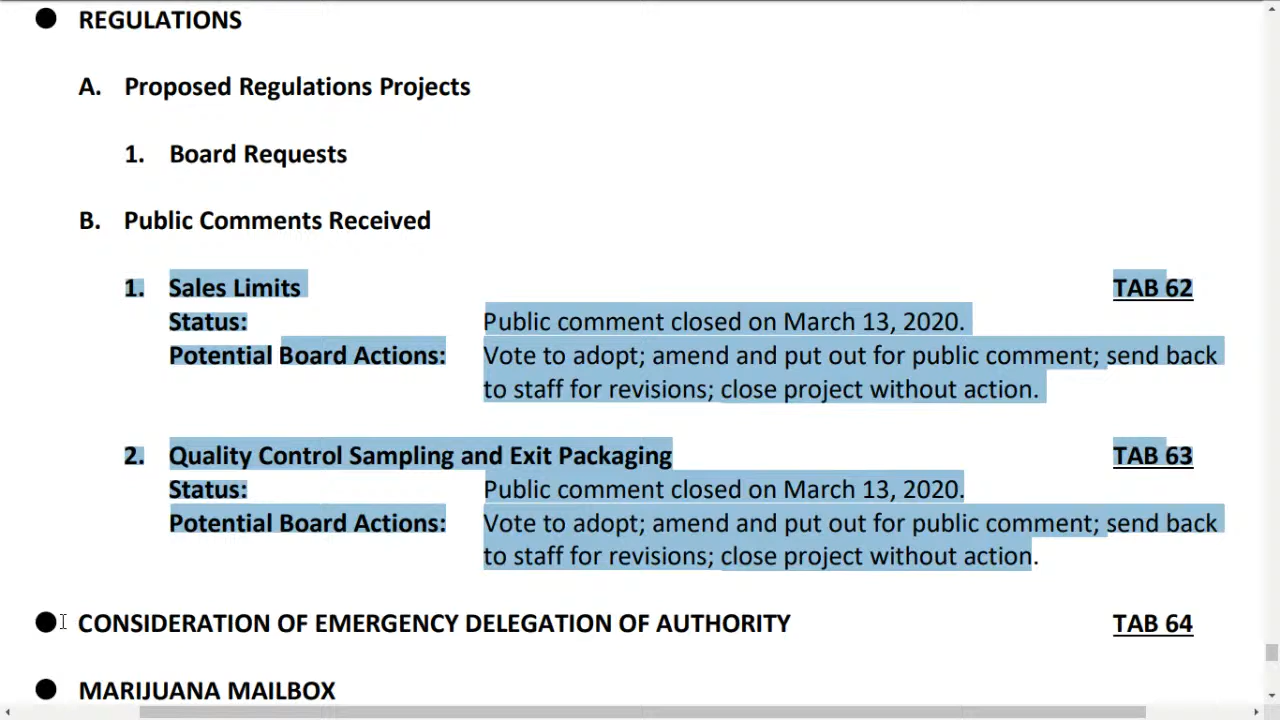 ● REGULATIONS
A. Proposed Regulations Projects
1. Board Requests
B. Public Comments Received
1. Sales Limits TAB 62
Status: Public comment closed on March 13, 2020.
Potential Board Actions: Vote to adopt; amend and put out for public comment; send back
to staff for revisions; close project without action.
2. Quality Control Sampling and Exit Packaging TAB 63
Status: Public comment closed on March 13, 2020.
Potential Board Actions: Vote to adopt; amend and put out for public comment; send back
to staff for revisions; close project without action.
● CONSIDERATION OF EMERGENCY DELEGATION OF AUTHORITY TAB 64
● MARIJUANA MAILBOX